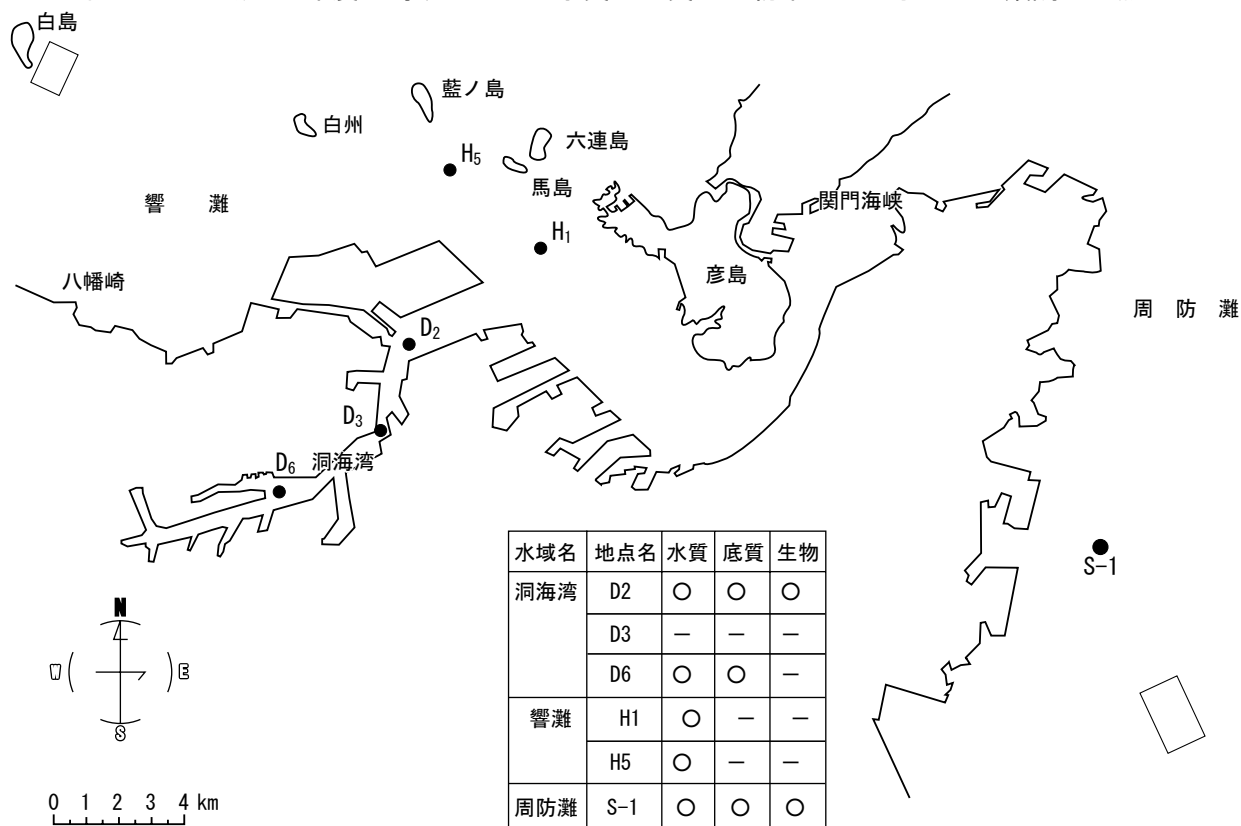 白島
藍ノ島
白州
六連島
H5
馬島
響 灘
関門海峡
H1
八幡崎
彦島
周 防 灘
D2
D3
D6 洞海湾
S-1
水域名 地点名 水質 底質 生物
洞海湾 D2 ○ ○ ○
D3 － － －
D6 ○ ○ －
響灘 H1 ○ － －
H5 ○ － －
周防灘 S-1 ○ ○ ○
N
W E
S
0 1 2 3 4 km